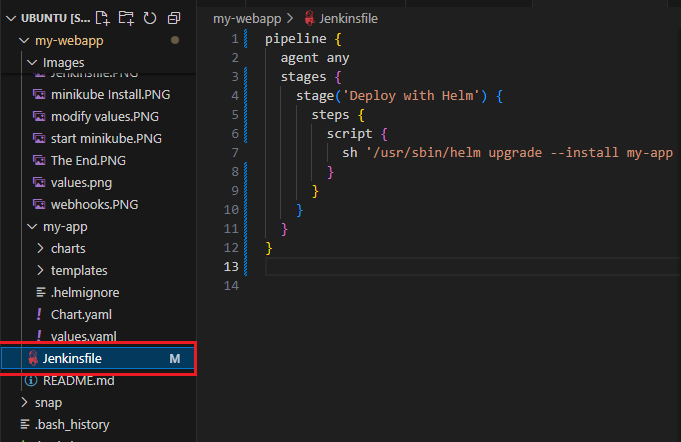 UBUNTU [S...
my-webapp
Images
Jenkinsfile.PNG
minikube Install.PNG
modify values.PNG
start minikube.PNG
The End.PNG
values.png
webhooks.PNG
my-app
charts
templates
.helmignore
Chart.yaml
values.yaml
Jenkinsfile M
README.md
snap
.bash_history
my-webapp > Jenkinsfile
1 pipeline {
2 agent any
3 stages {
4 stage('Deploy with Helm') {
5 steps {
6 script {
7 sh '/usr/sbin/helm upgrade --install my-app
8 }
9 }
10 }
11 }
12 }
13
14